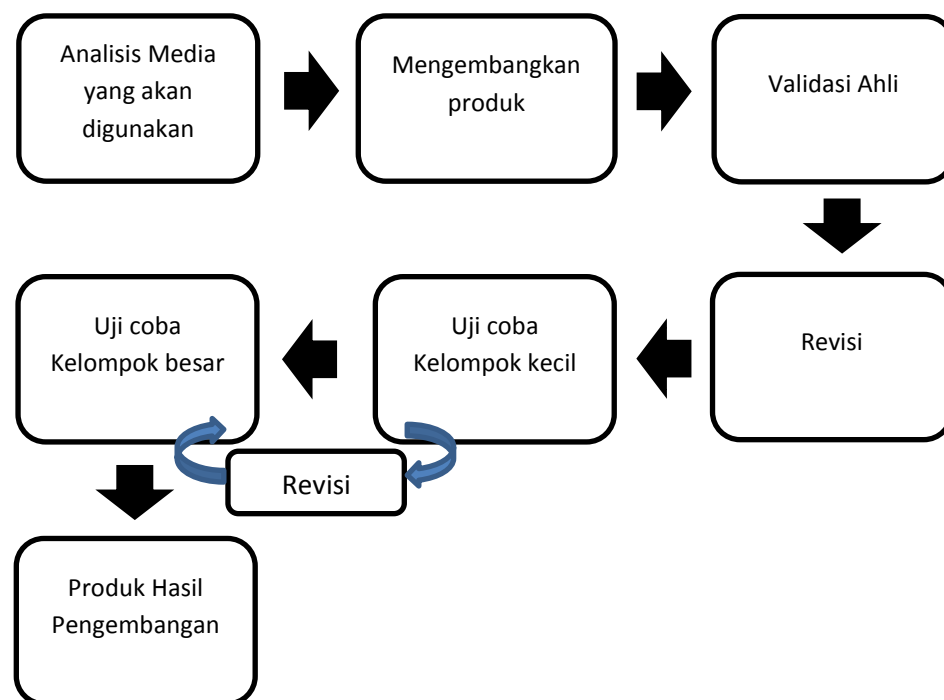 Analisis Media
yang akan
digunakan
Mengembangkan
produk
Validasi Ahli
Revisi
Uji coba
Kelompok kecil
Uji coba
Kelompok besar
Revisi
Produk Hasil
Pengembangan